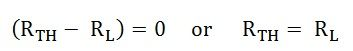 (R_TH − R_L) = 0 or R_TH = R_L